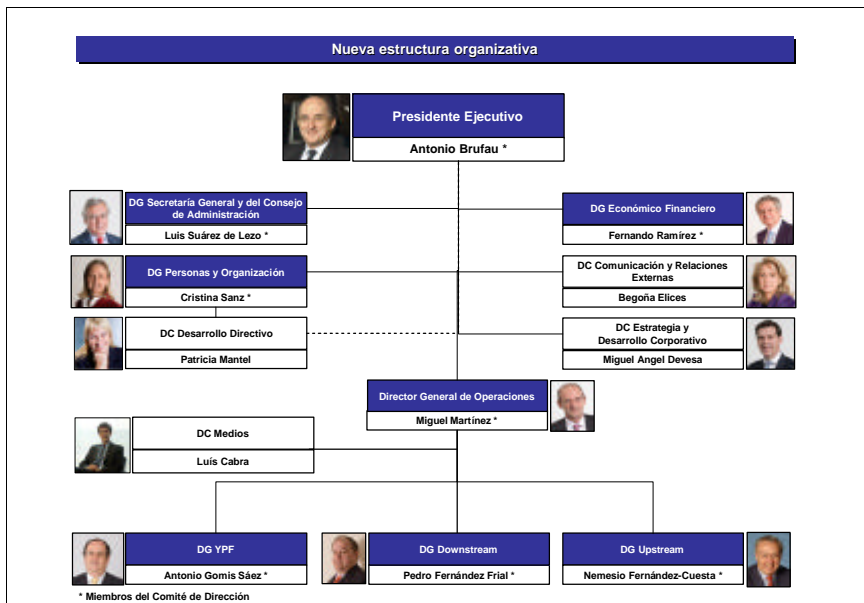 Nueva estructura organizativa
Presidente Ejecutivo
Antonio Brufau *
DG Secretaría General y del Consejo
de Administración
Luis Suárez de Lezo *
DG Económico Financiero
Fernando Ramírez *
DG Personas y Organización
Cristina Sanz *
DC Comunicación y Relaciones
Externas
Begoña Elices
DC Desarrollo Directivo
Patricia Mantel
DC Estrategia y
Desarrollo Corporativo
Miguel Angel Devesa
Director General de Operaciones
Miguel Martínez *
DC Medios
Luís Cabra
DG YPF
Antonio Gomis Sáez *
DG Downstream
Pedro Fernández Frial *
DG Upstream
Nemesio Fernández-Cuesta *
* Miembros del Comité de Dirección